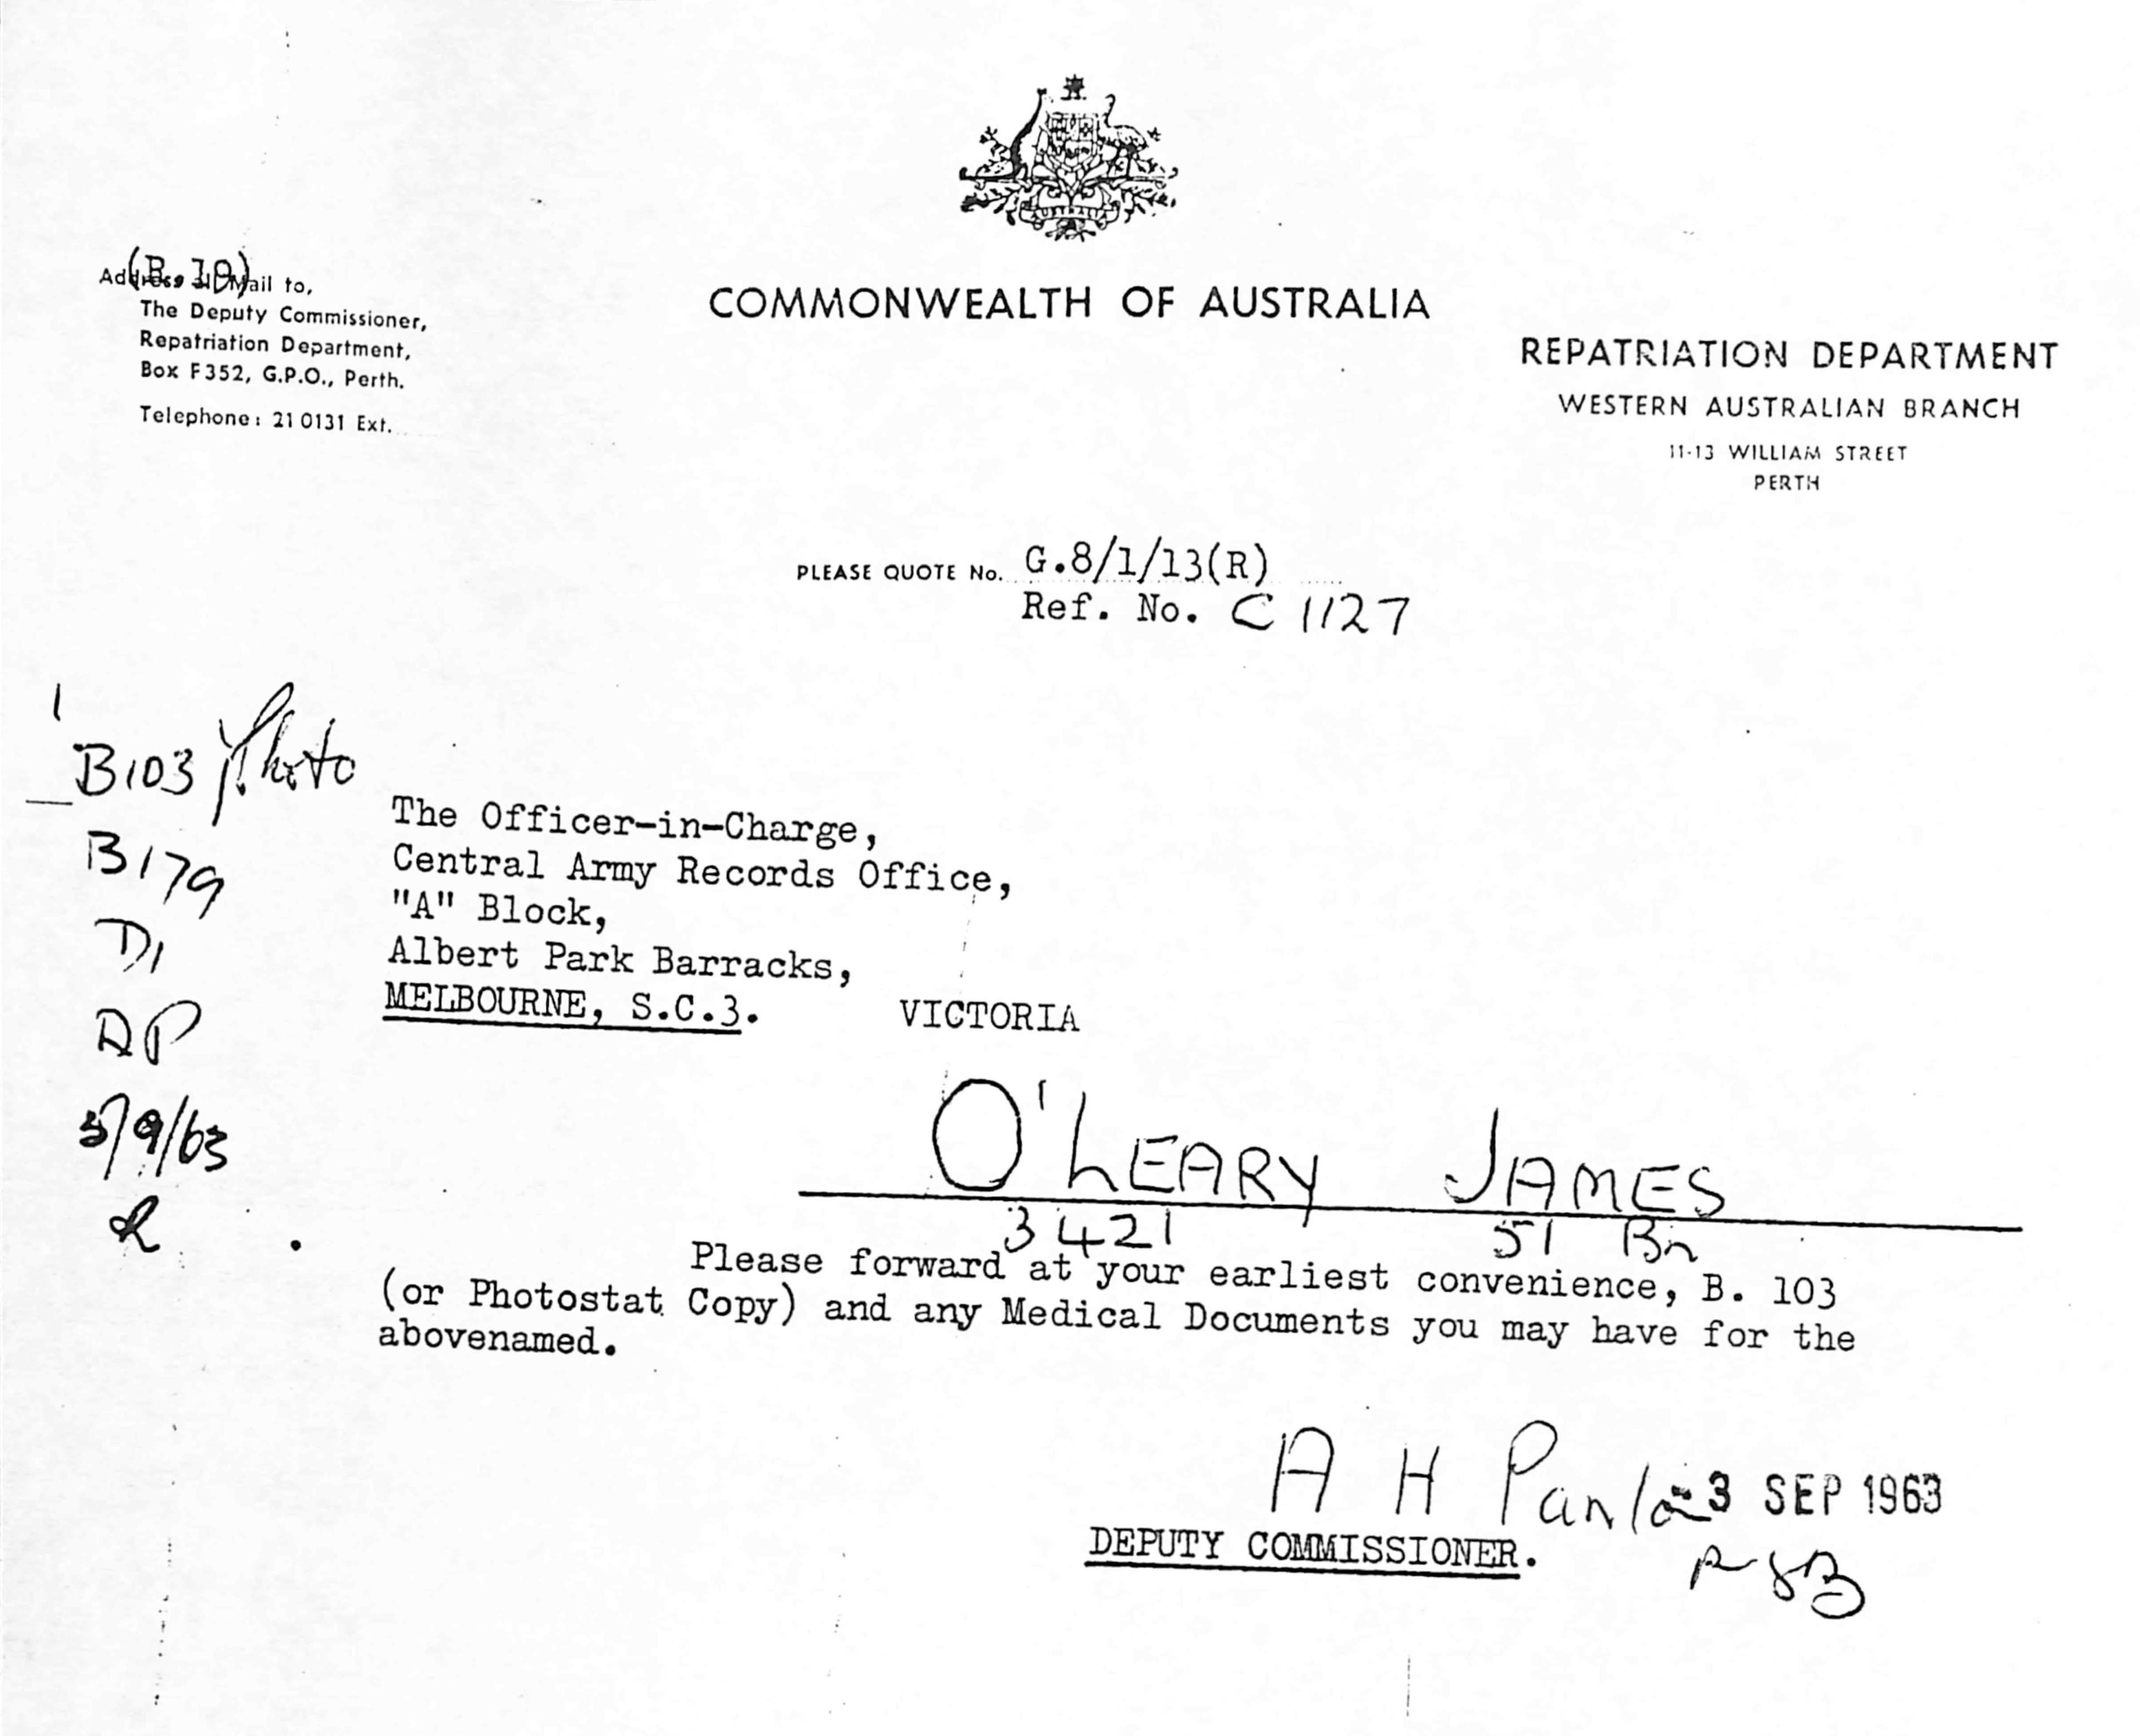 AUSTRALIA
(B.10)
Address all Mail to,
The Deputy Commissioner,
Repatriation Department,
Box F352, G.P.O., Perth.
Telephone: 21 0131 Ext.
COMMONWEALTH OF AUSTRALIA
REPATRIATION DEPARTMENT
WESTERN AUSTRALIAN BRANCH
11-13 WILLIAM STREET
PERTH
PLEASE QUOTE No. G.8/1/13(R)
Ref. No. C 1127
B103 Photo
B179
D1
DP
5/9/63
The Officer-in-Charge,
Central Army Records Office,
"A" Block,
Albert Park Barracks,
MELBOURNE, S.C.3. VICTORIA
O'LEARY JAMES
3421 51 Bn
Please forward at your earliest convenience, B. 103
(or Photostat Copy) and any Medical Documents you may have for the
abovenamed.
A H
-3 SEP 1963
DEPUTY COMMISSIONER.